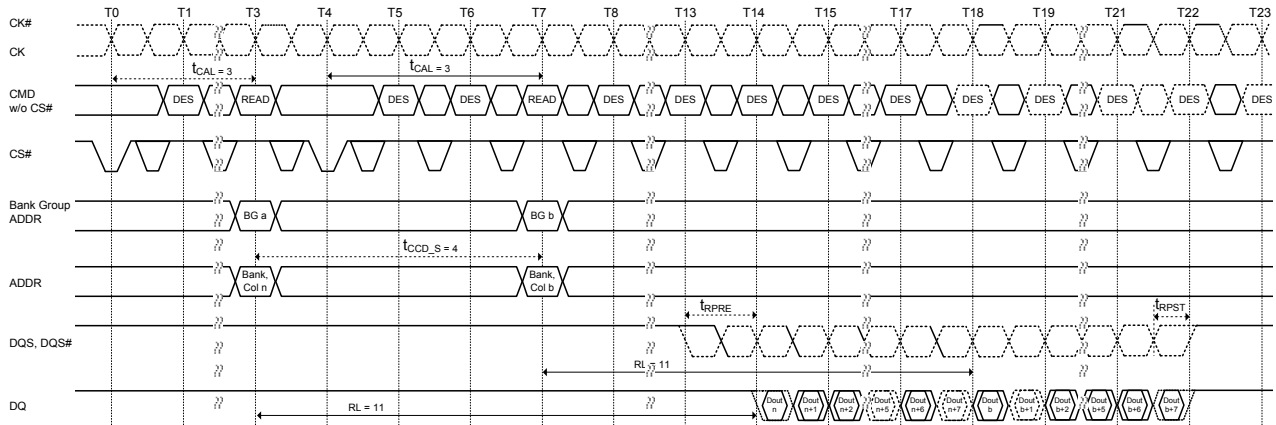 T0 T1 T3 T4 T5 T6 T7 T8 T13 T14 T15 T17 T18 T19 T21 T22 T23
CK#
CK
tCAL = 3 tCAL = 3
CMD w/o CS# DES READ DES DES READ DES DES DES DES DES DES DES DES DES DES
CS#
Bank Group ADDR BG a BG b
tCCD_S = 4
ADDR Bank, Col n Bank, Col b
tRPRE tRPST
DQS, DQS#
RL = 11
DQ RL = 11 Dout n Dout n+1 Dout n+2 Dout n+5 Dout n+6 Dout n+7 Dout b Dout b+1 Dout b+2 Dout b+5 Dout b+6 Dout b+7